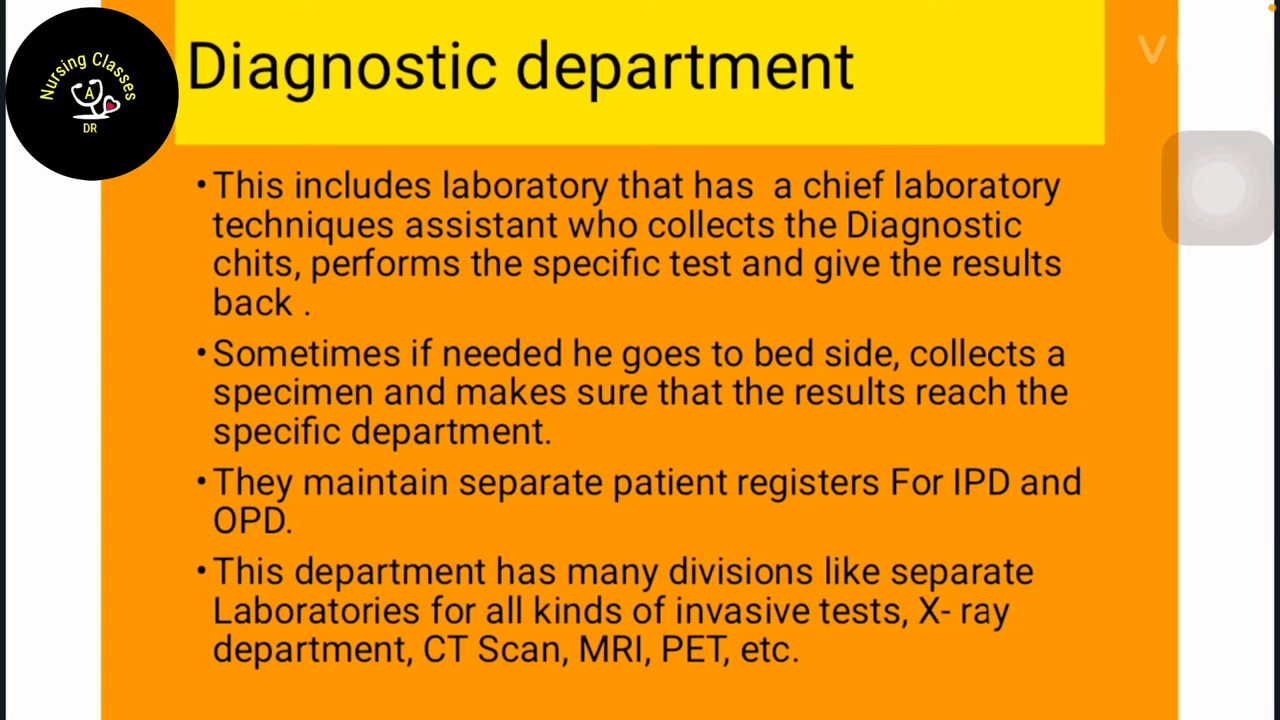 Nursing Classes
A
DR
Diagnostic department
VIT
•This includes laboratory that has a chief laboratory
techniques assistant who collects the Diagnostic
chits, performs the specific test and give the results
back .
•Sometimes if needed he goes to bed side, collects a
specimen and makes sure that the results reach the
specific department.
•They maintain separate patient registers For IPD and
OPD.
•This department has many divisions like separate
Laboratories for all kinds of invasive tests, X- ray
department, CT Scan, MRI, PET, etc.